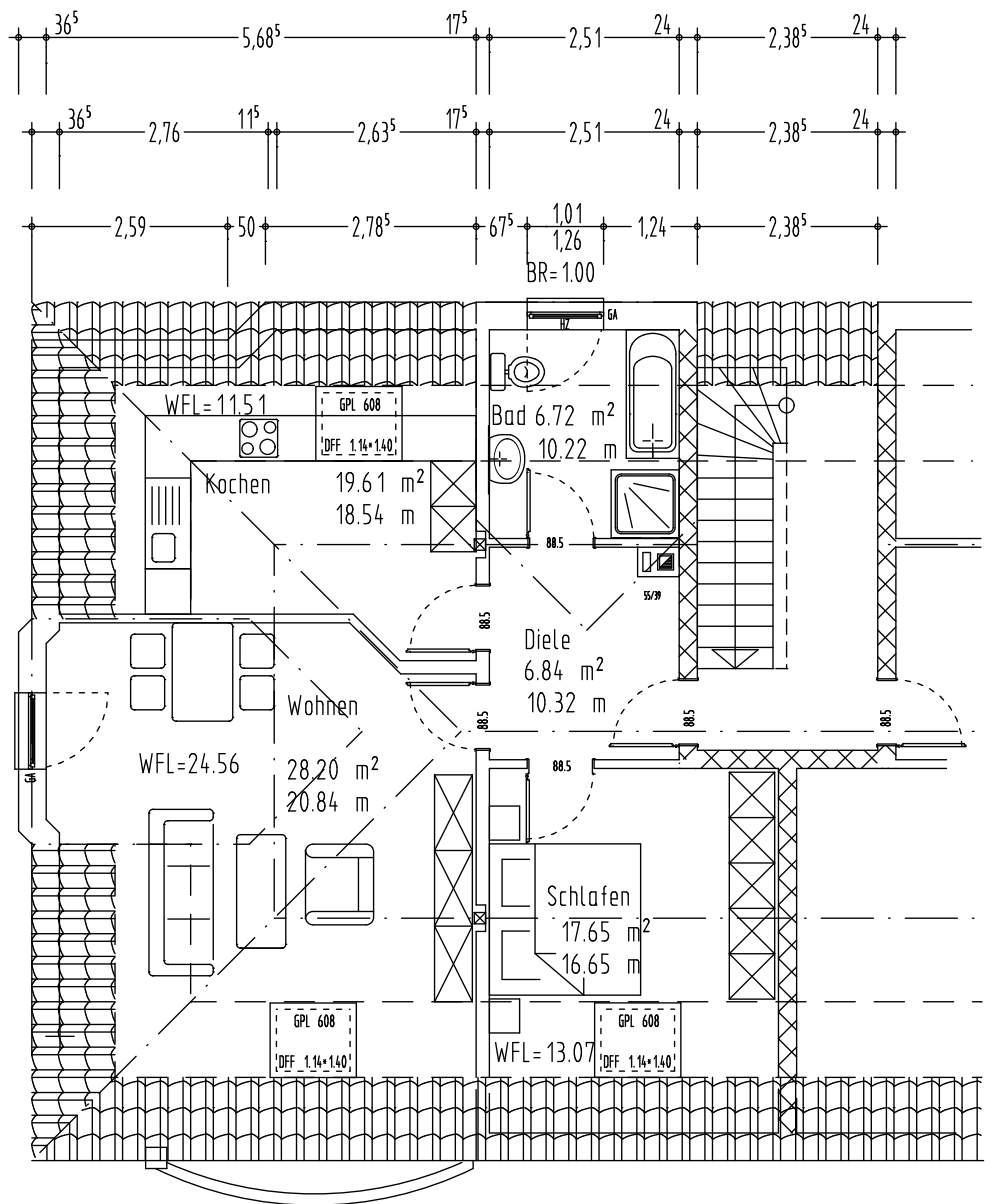 36⁵ 5,68⁵ 17⁵ 2,51 24 2,38⁵ 24
36⁵ 2,76 11⁵ 2,63⁵ 17⁵ 2,51 24 2,38⁵ 24
2,59 50 2,78⁵ 67⁵ 1,01 1,24 2,38⁵
1,26
BR=1.00
HZ
GA
WFL=11.51
GPL 608
DFF 1.14*1.40
Bad 6.72 m²
10.22 m
Kochen
19.61 m²
18.54 m
88.5
55/39
88.5
Diele
6.84 m²
10.32 m
Wohnen
88.5
88.5
88.5
GA
WFL=24.56
28.20 m²
20.84 m
88.5
Schlafen
17.65 m²
16.65 m
GPL 608
DFF 1.14*1.40
WFL=13.07
GPL 608
DFF 1.14*1.40